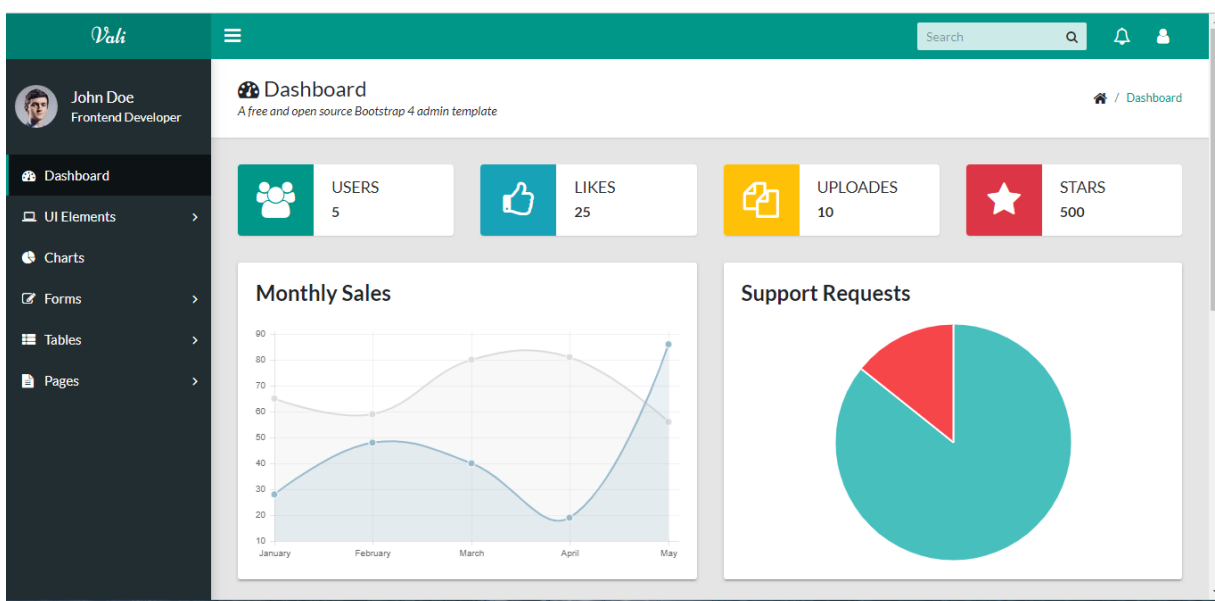 Vali
Search
John Doe
Frontend Developer
Dashboard
A free and open source Bootstrap 4 admin template
/ Dashboard
Dashboard
UI Elements
Charts
Forms
Tables
Pages
USERS
5
LIKES
25
UPLOADES
10
STARS
500
Monthly Sales
90
80
70
60
50
40
30
20
10
January February March April May
Support Requests